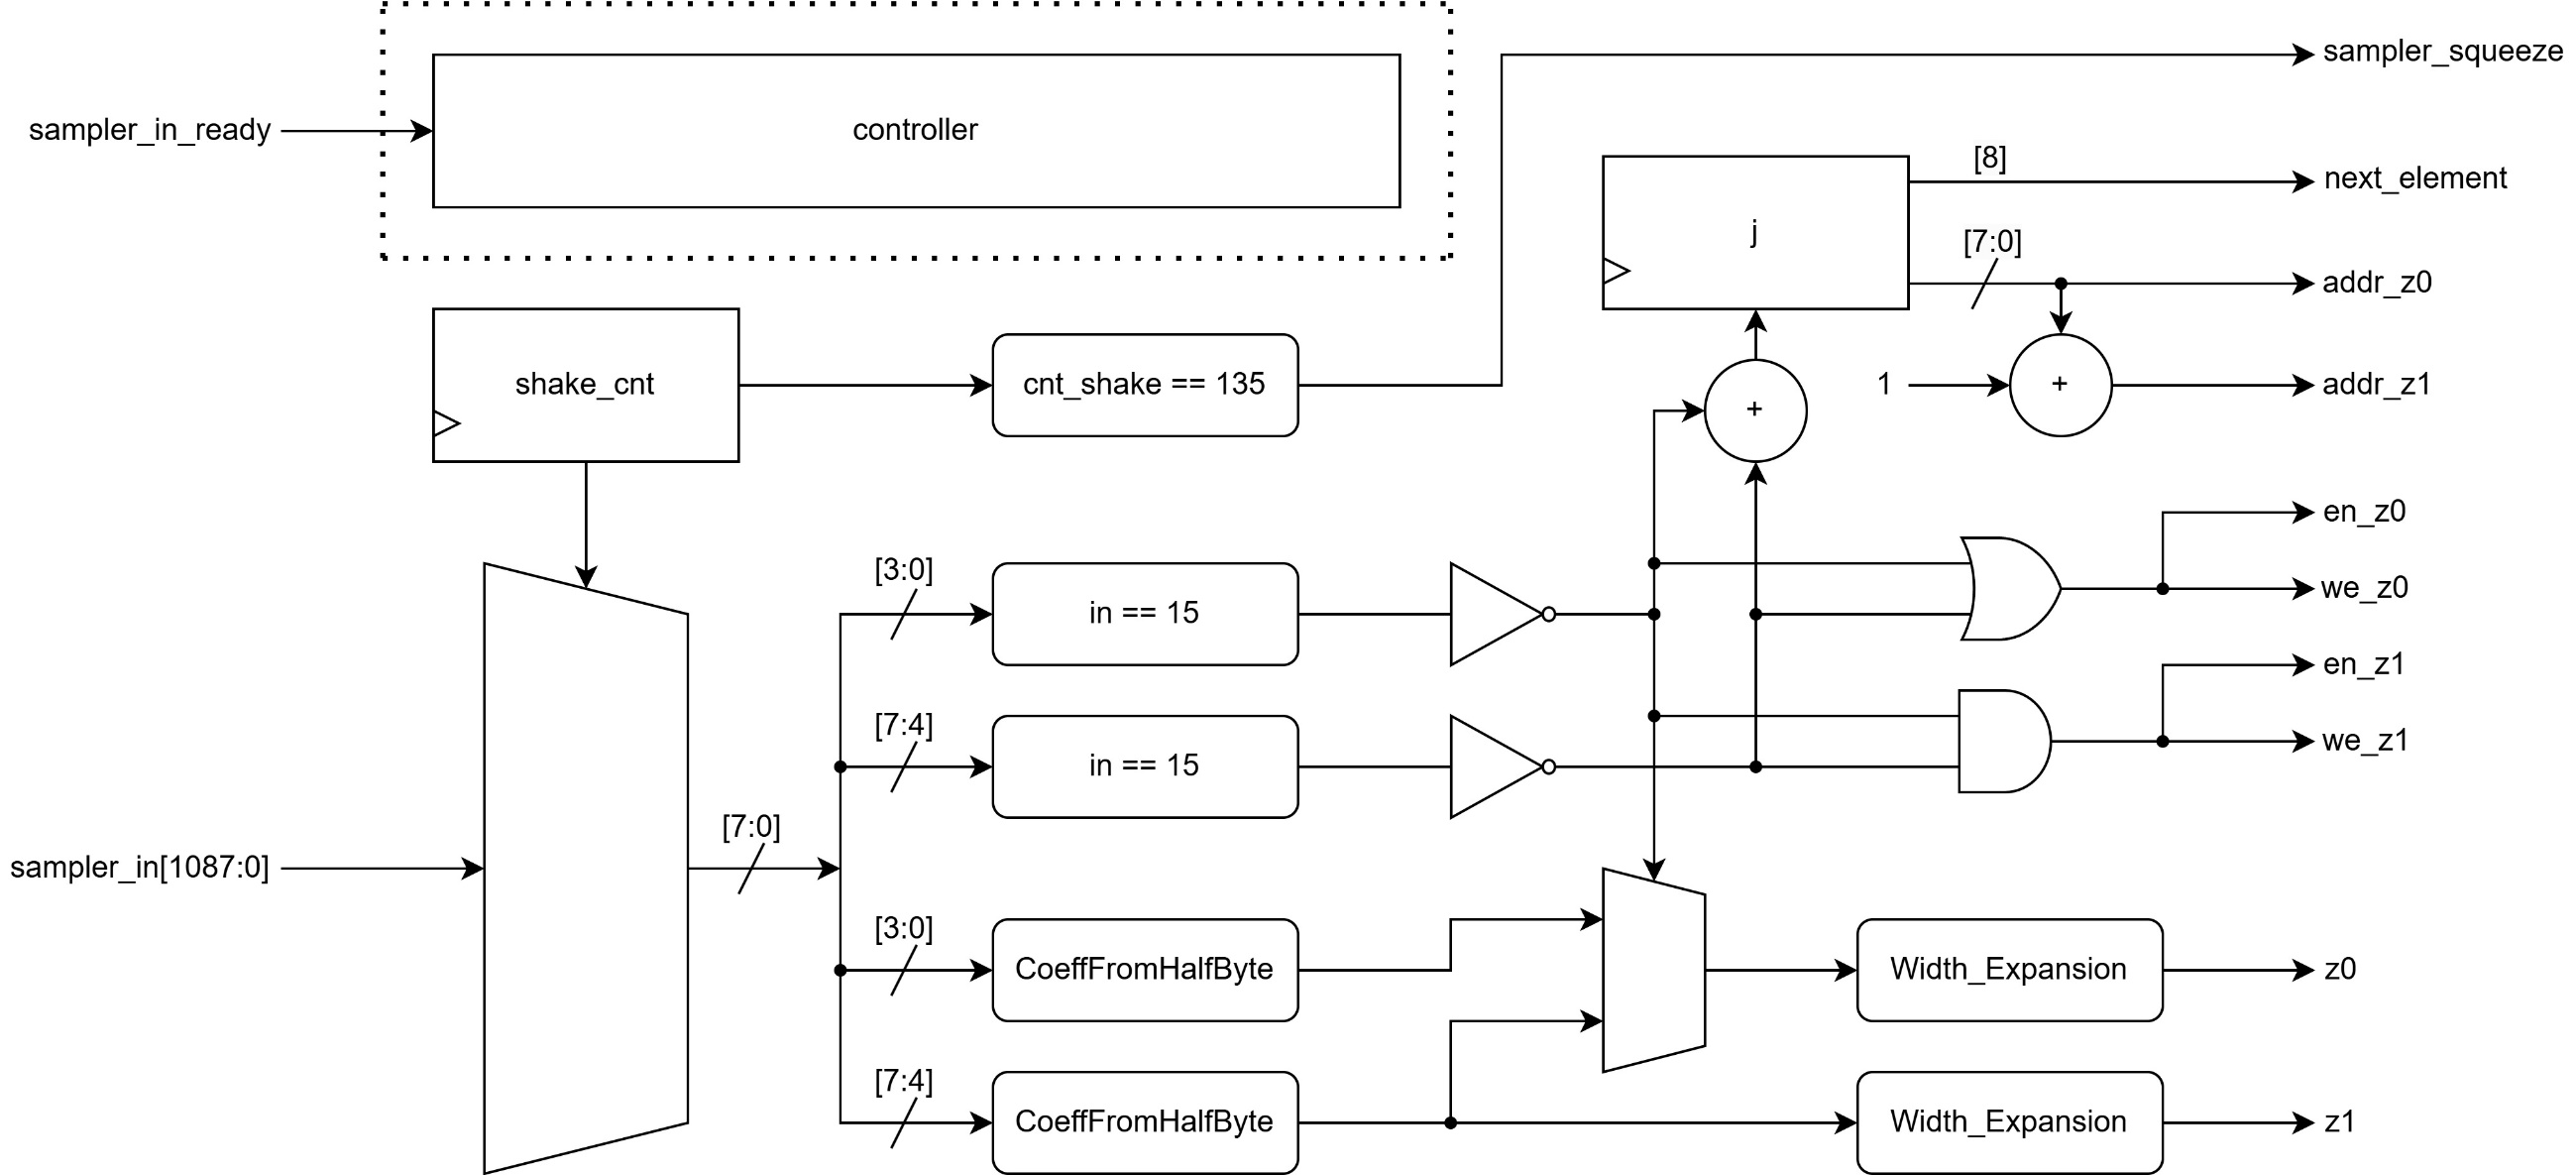 sampler_squeeze
sampler_in_ready
controller
[8]
next_element
j
[7:0]
addr_z0
shake_cnt
cnt_shake == 135
+
1
+
addr_z1
en_z0
[3:0]
in == 15
we_z0
en_z1
[7:4]
in == 15
we_z1
[7:0]
sampler_in[1087:0]
[3:0]
CoeffFromHalfByte
Width_Expansion
z0
[7:4]
CoeffFromHalfByte
Width_Expansion
z1